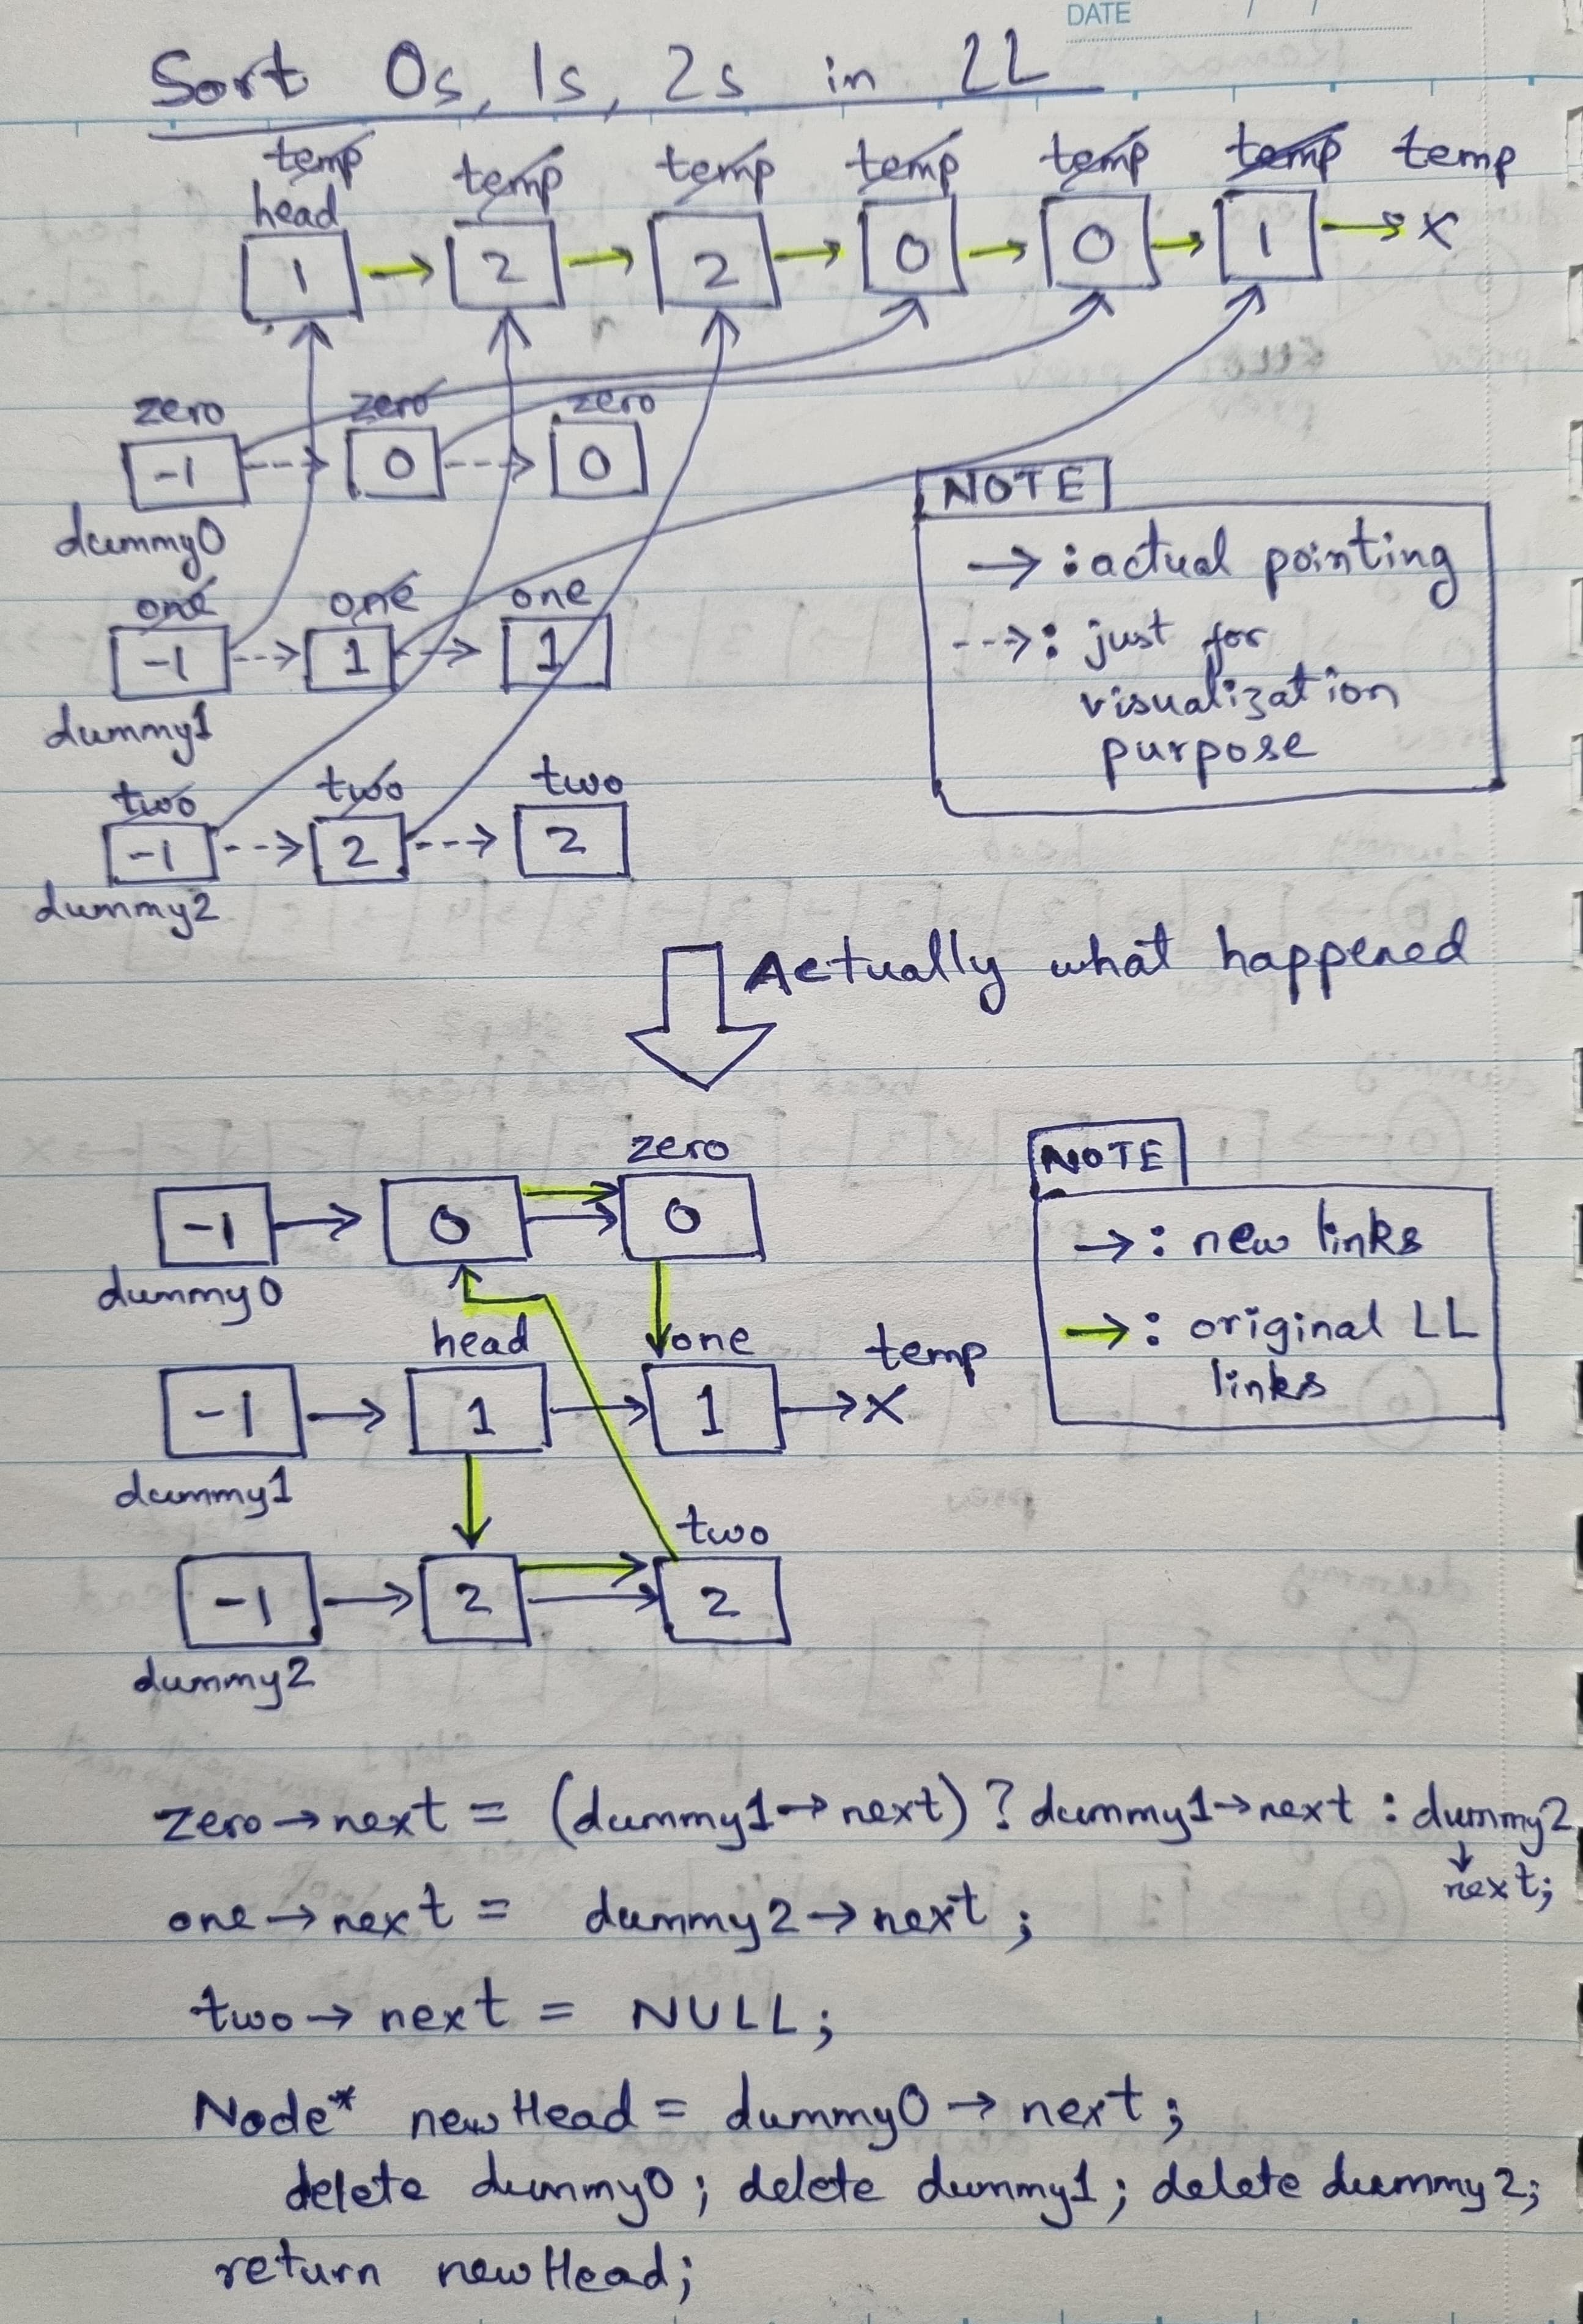 DATE / /
Sort 0s, 1s, 2s in LL
temp temp temp temp temp temp temp
head
1 → 2 → 2 → 0 → 0 → 1 → x
zero zero zero
-1 --> 0 --> 0
dummy0
NOTE
→ : actual pointing
--> : just for
visualization
purpose
one one one
-1 --> 1 --> 1
dummy1
two two two
-1 --> 2 --> 2
dummy2
Actually what happened
zero
-1 → 0 → 0
dummy0
NOTE
→ : new links
→ : original LL
links
head one temp
-1 → 1 → 1 → x
dummy1
two
-1 → 2 → 2
dummy2
zero → next = (dummy1→next) ? dummy1→next : dummy2
↓
next;
one → next = dummy2→next ;
two → next = NULL ;
Node* newHead = dummy0 → next ;
delete dummy0 ; delete dummy1 ; delete dummy2;
return newHead;